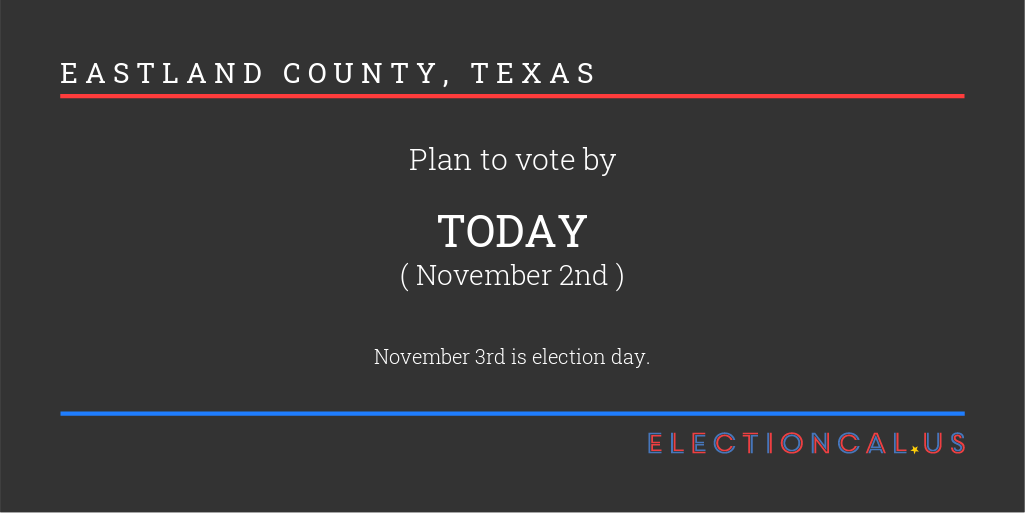 EASTLAND COUNTY, TEXAS
Plan to vote by
TODAY
( November 2nd )
November 3rd is election day.
ELECTIONCAL.US